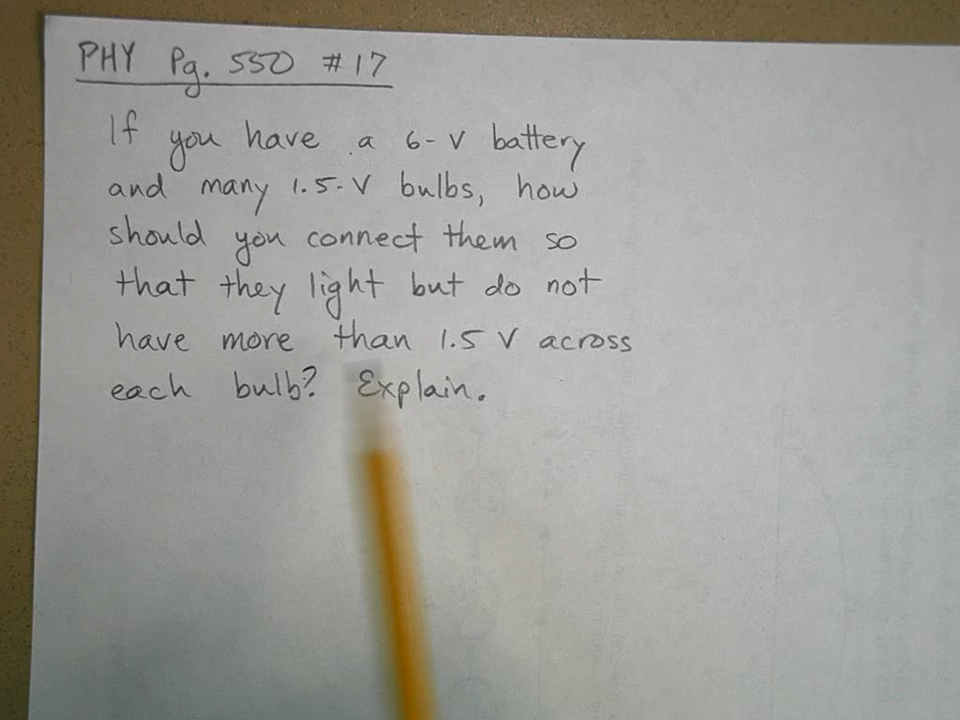 PHY Pg. 550 #17
If you have a 6-V battery
and many 1.5-V bulbs, how
should you connect them so
that they light but do not
have more than 1.5 V across
each bulb? Explain.